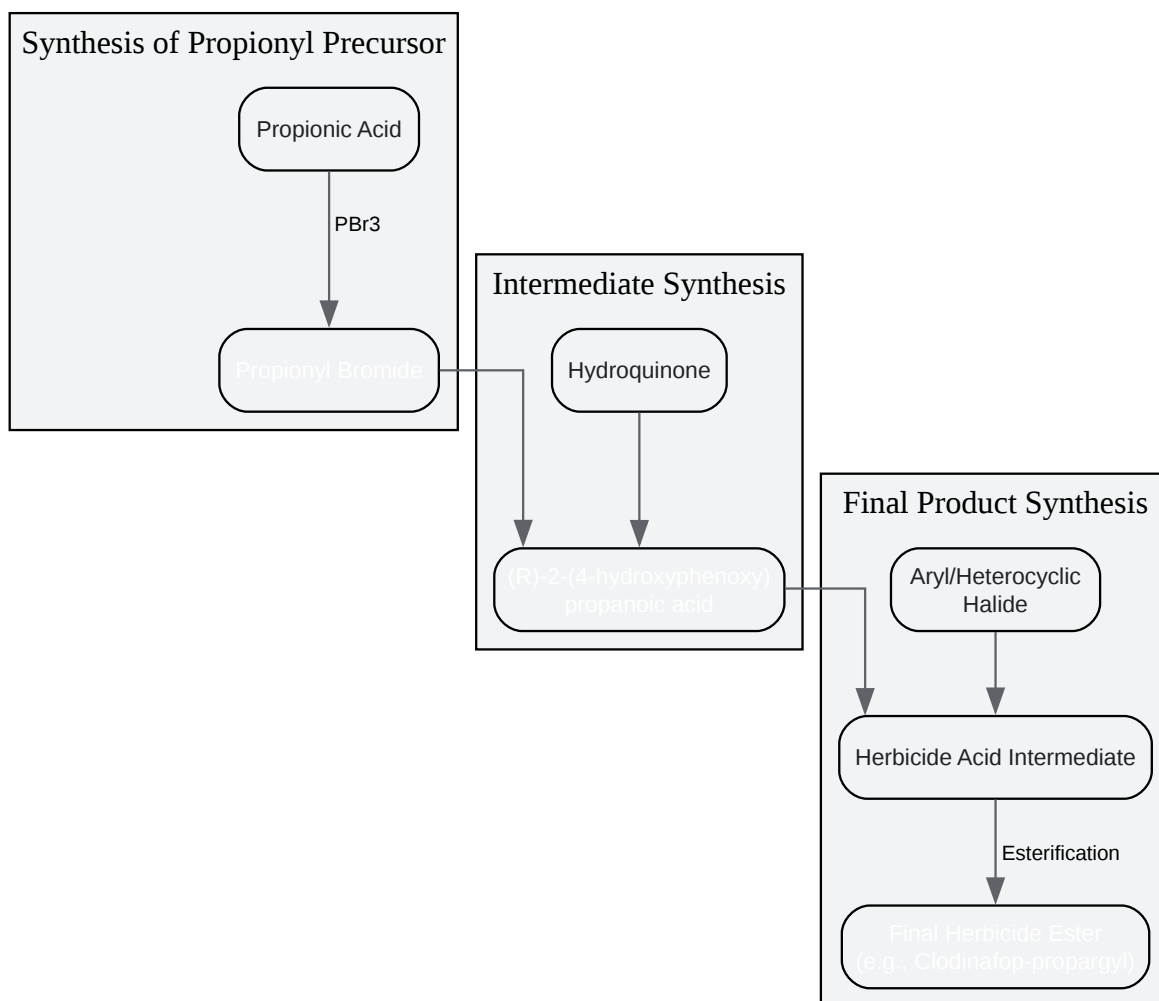 Synthesis of Propionyl Precursor
Propionic Acid
PBr3
Propionyl Bromide
Intermediate Synthesis
Hydroquinone
(R)-2-(4-hydroxyphenoxy)
propanoic acid
Final Product Synthesis
Aryl/Heterocyclic
Halide
Herbicide Acid Intermediate
Esterification
Final Herbicide Ester
(e.g., Clodinafop-propargyl)